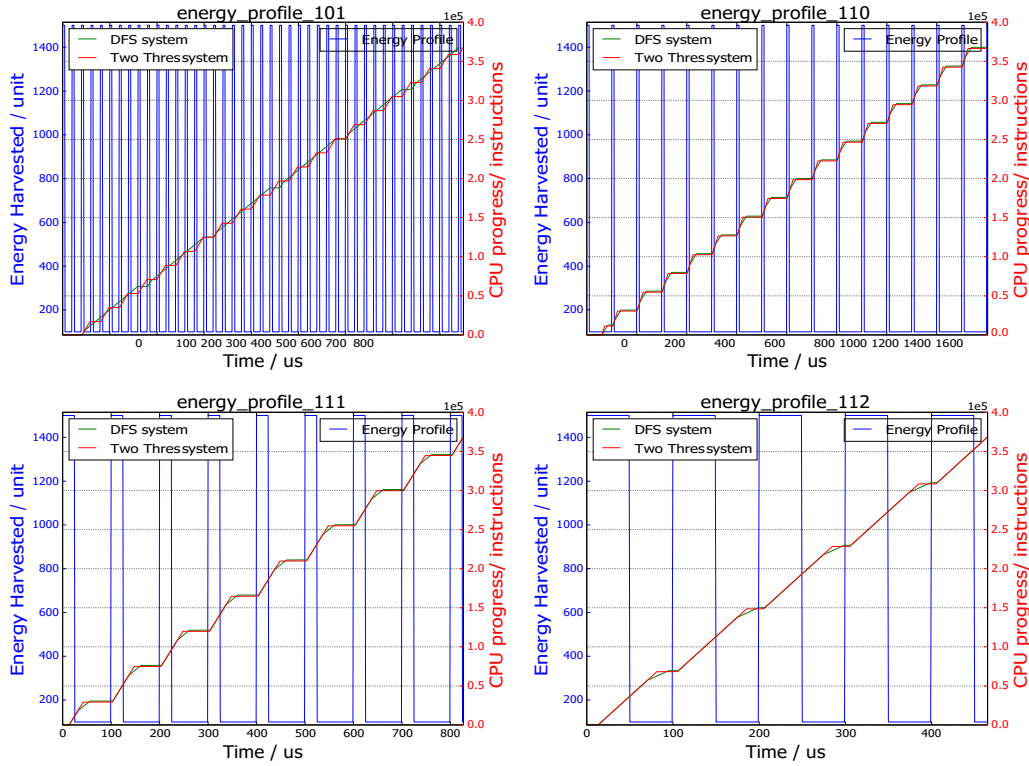 energy_profile_101
1e5
DFS system
Two Thressystem
Energy Profile
Energy Harvested / unit
1400
1200
1000
800
600
400
200
4.0
3.5
3.0
2.5
2.0
1.5
1.0
0.5
0.0
CPU progress/ instructions
0 100 200 300 400 500 600 700 800
Time / us
energy_profile_110
1e5
DFS system
Two Thressystem
Energy Profile
Energy Harvested / unit
1400
1200
1000
800
600
400
200
4.0
3.5
3.0
2.5
2.0
1.5
1.0
0.5
0.0
CPU progress/ instructions
0 200 400 600 800 1000 1200 1400 1600
Time / us
energy_profile_111
1e5
DFS system
Two Thressystem
Energy Profile
Energy Harvested / unit
1400
1200
1000
800
600
400
200
4.0
3.5
3.0
2.5
2.0
1.5
1.0
0.5
0.0
CPU progress/ instructions
0 100 200 300 400 500 600 700 800
Time / us
energy_profile_112
1e5
DFS system
Two Thressystem
Energy Profile
Energy Harvested / unit
1400
1200
1000
800
600
400
200
4.0
3.5
3.0
2.5
2.0
1.5
1.0
0.5
0.0
CPU progress/ instructions
0 100 200 300 400
Time / us